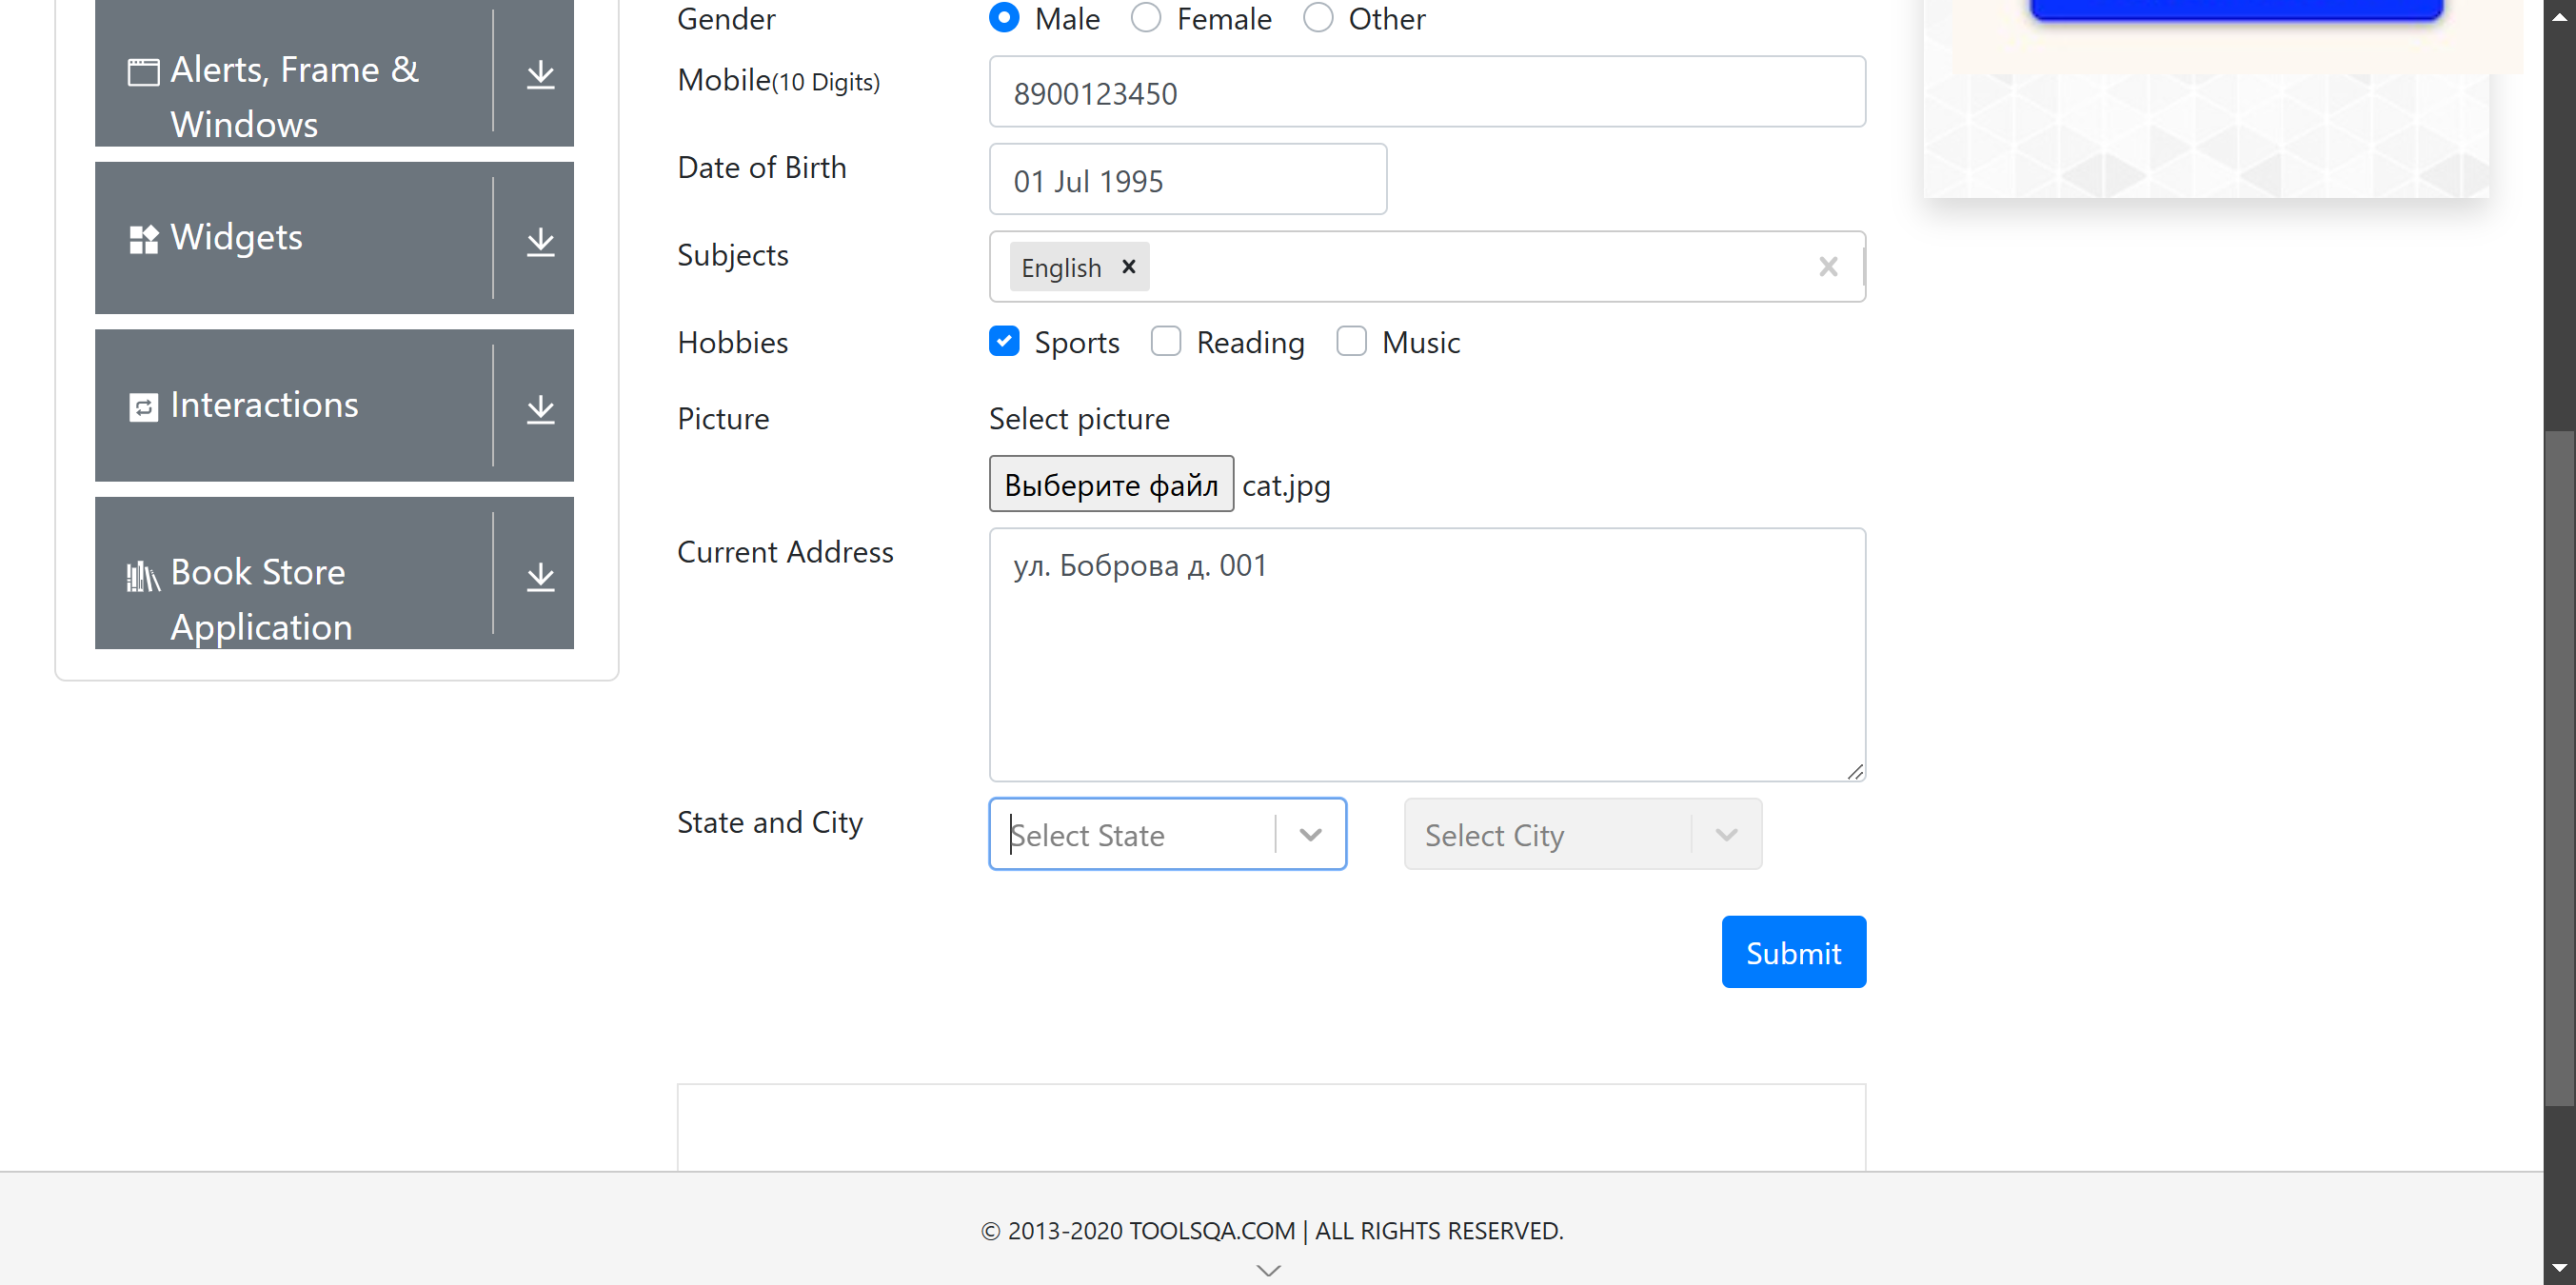 Alerts, Frame &
Windows
Widgets
Interactions
Book Store
Application
Gender
Male Female Other
Mobile(10 Digits)
8900123450
Date of Birth
01 Jul 1995
Subjects
English
Hobbies
Sports Reading Music
Picture
Select picture
Выберите файл cat.jpg
Current Address
ул. Боброва д. 001
State and City
Select State
Select City
Submit
© 2013-2020 TOOLSQA.COM | ALL RIGHTS RESERVED.